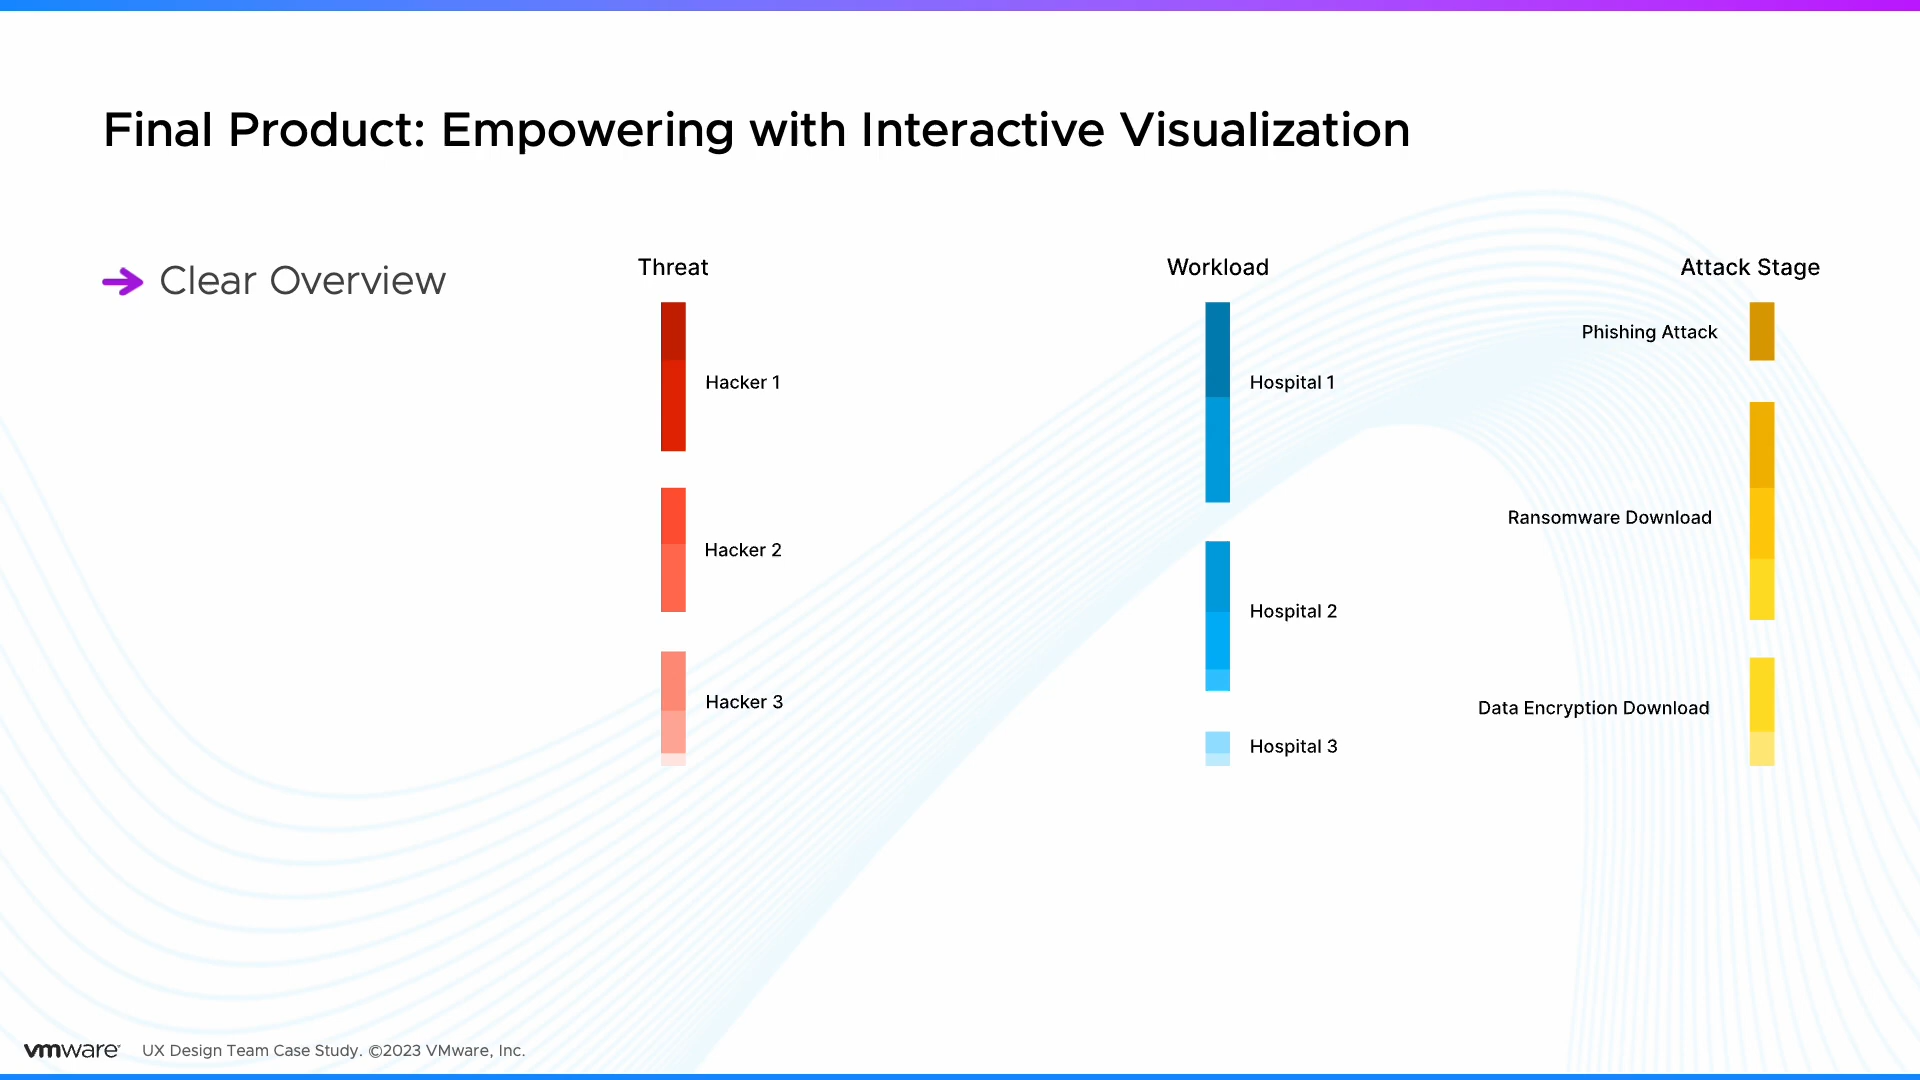 Final Product: Empowering with Interactive Visualization
Clear Overview
Threat
Hacker 1
Hacker 2
Hacker 3
Workload
Hospital 1
Hospital 2
Hospital 3
Attack Stage
Phishing Attack
Ransomware Download
Data Encryption Download
vmware UX Design Team Case Study. ©2023 VMware, Inc.